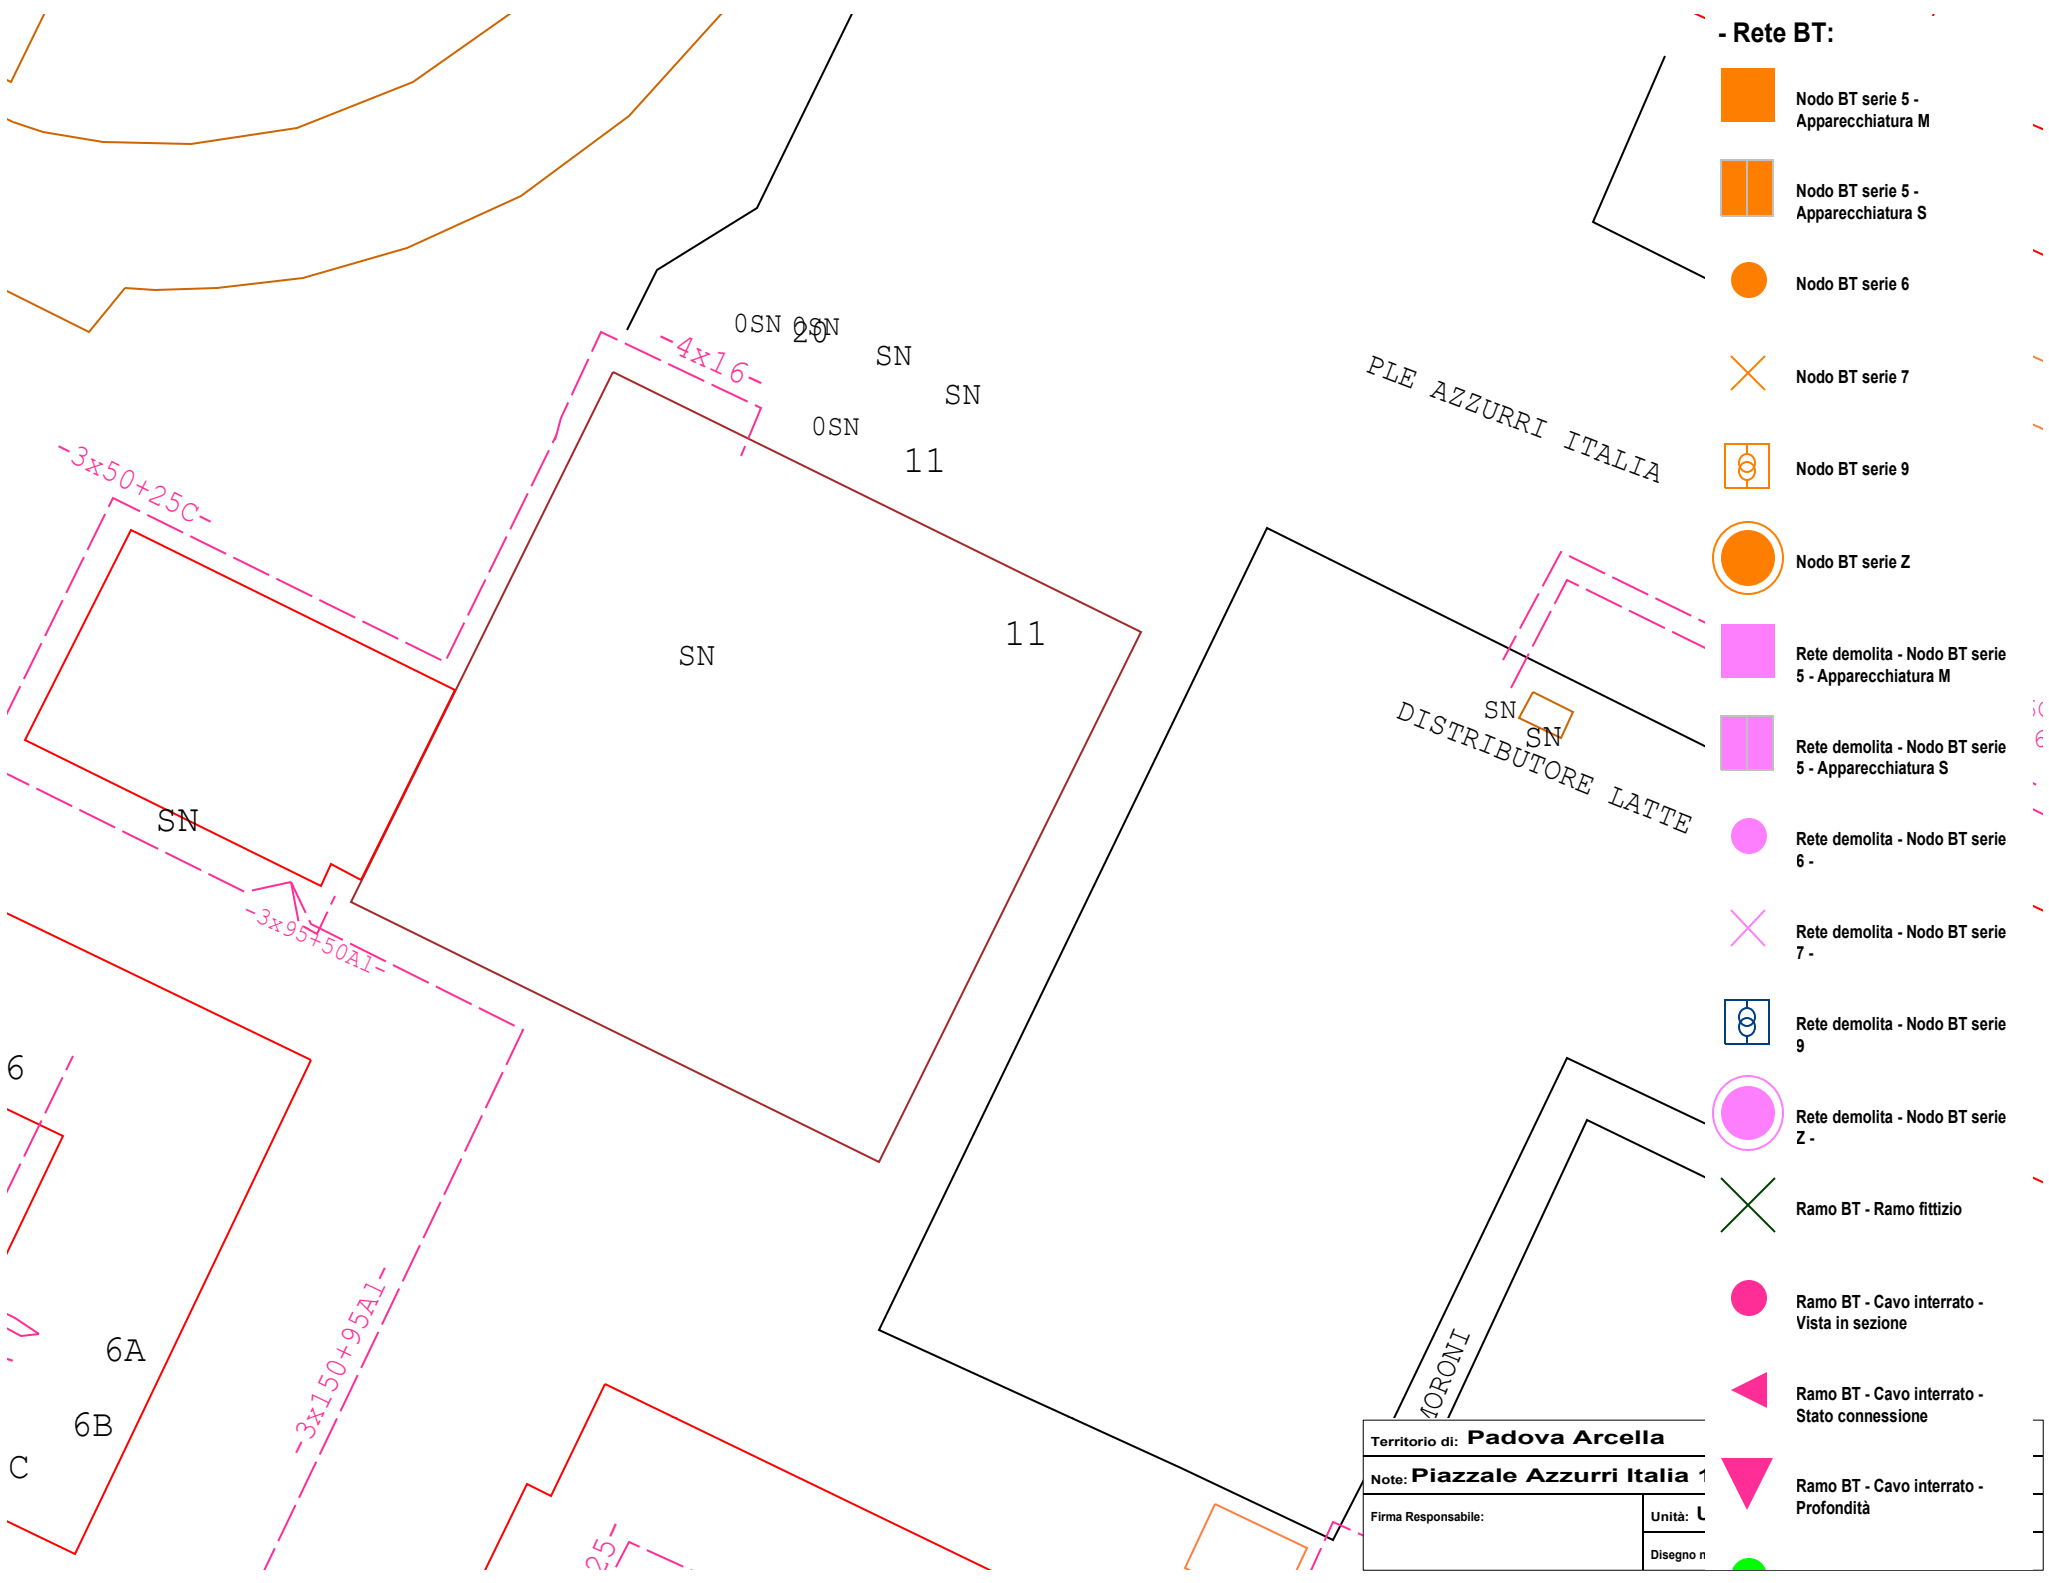 - Rete BT:
Nodo BT serie 5 -
Apparecchiatura M
Nodo BT serie 5 -
Apparecchiatura S
Nodo BT serie 6
Nodo BT serie 7
Nodo BT serie 9
Nodo BT serie Z
Rete demolita - Nodo BT serie
5 - Apparecchiatura M
Rete demolita - Nodo BT serie
5 - Apparecchiatura S
Rete demolita - Nodo BT serie
6 -
Rete demolita - Nodo BT serie
7 -
Rete demolita - Nodo BT serie
9
Rete demolita - Nodo BT serie
Z -
Ramo BT - Ramo fittizio
Ramo BT - Cavo interrato -
Vista in sezione
Ramo BT - Cavo interrato -
Stato connessione
Ramo BT - Cavo interrato -
Profondità
0SN
0SN
20
SN
SN
0SN
11
-4x16-
PLE AZZURRI ITALIA
-3x50+25C-
11
SN
SN
SN
DISTRIBUTORE LATTE
SN
-3x95+50Al-
6
6A
6B
C
-3x150+95Al-
25-
MORONI
Territorio di: Padova Arcella
Note: Piazzale Azzurri Italia 1
Firma Responsabile:
Unità:
Disegno